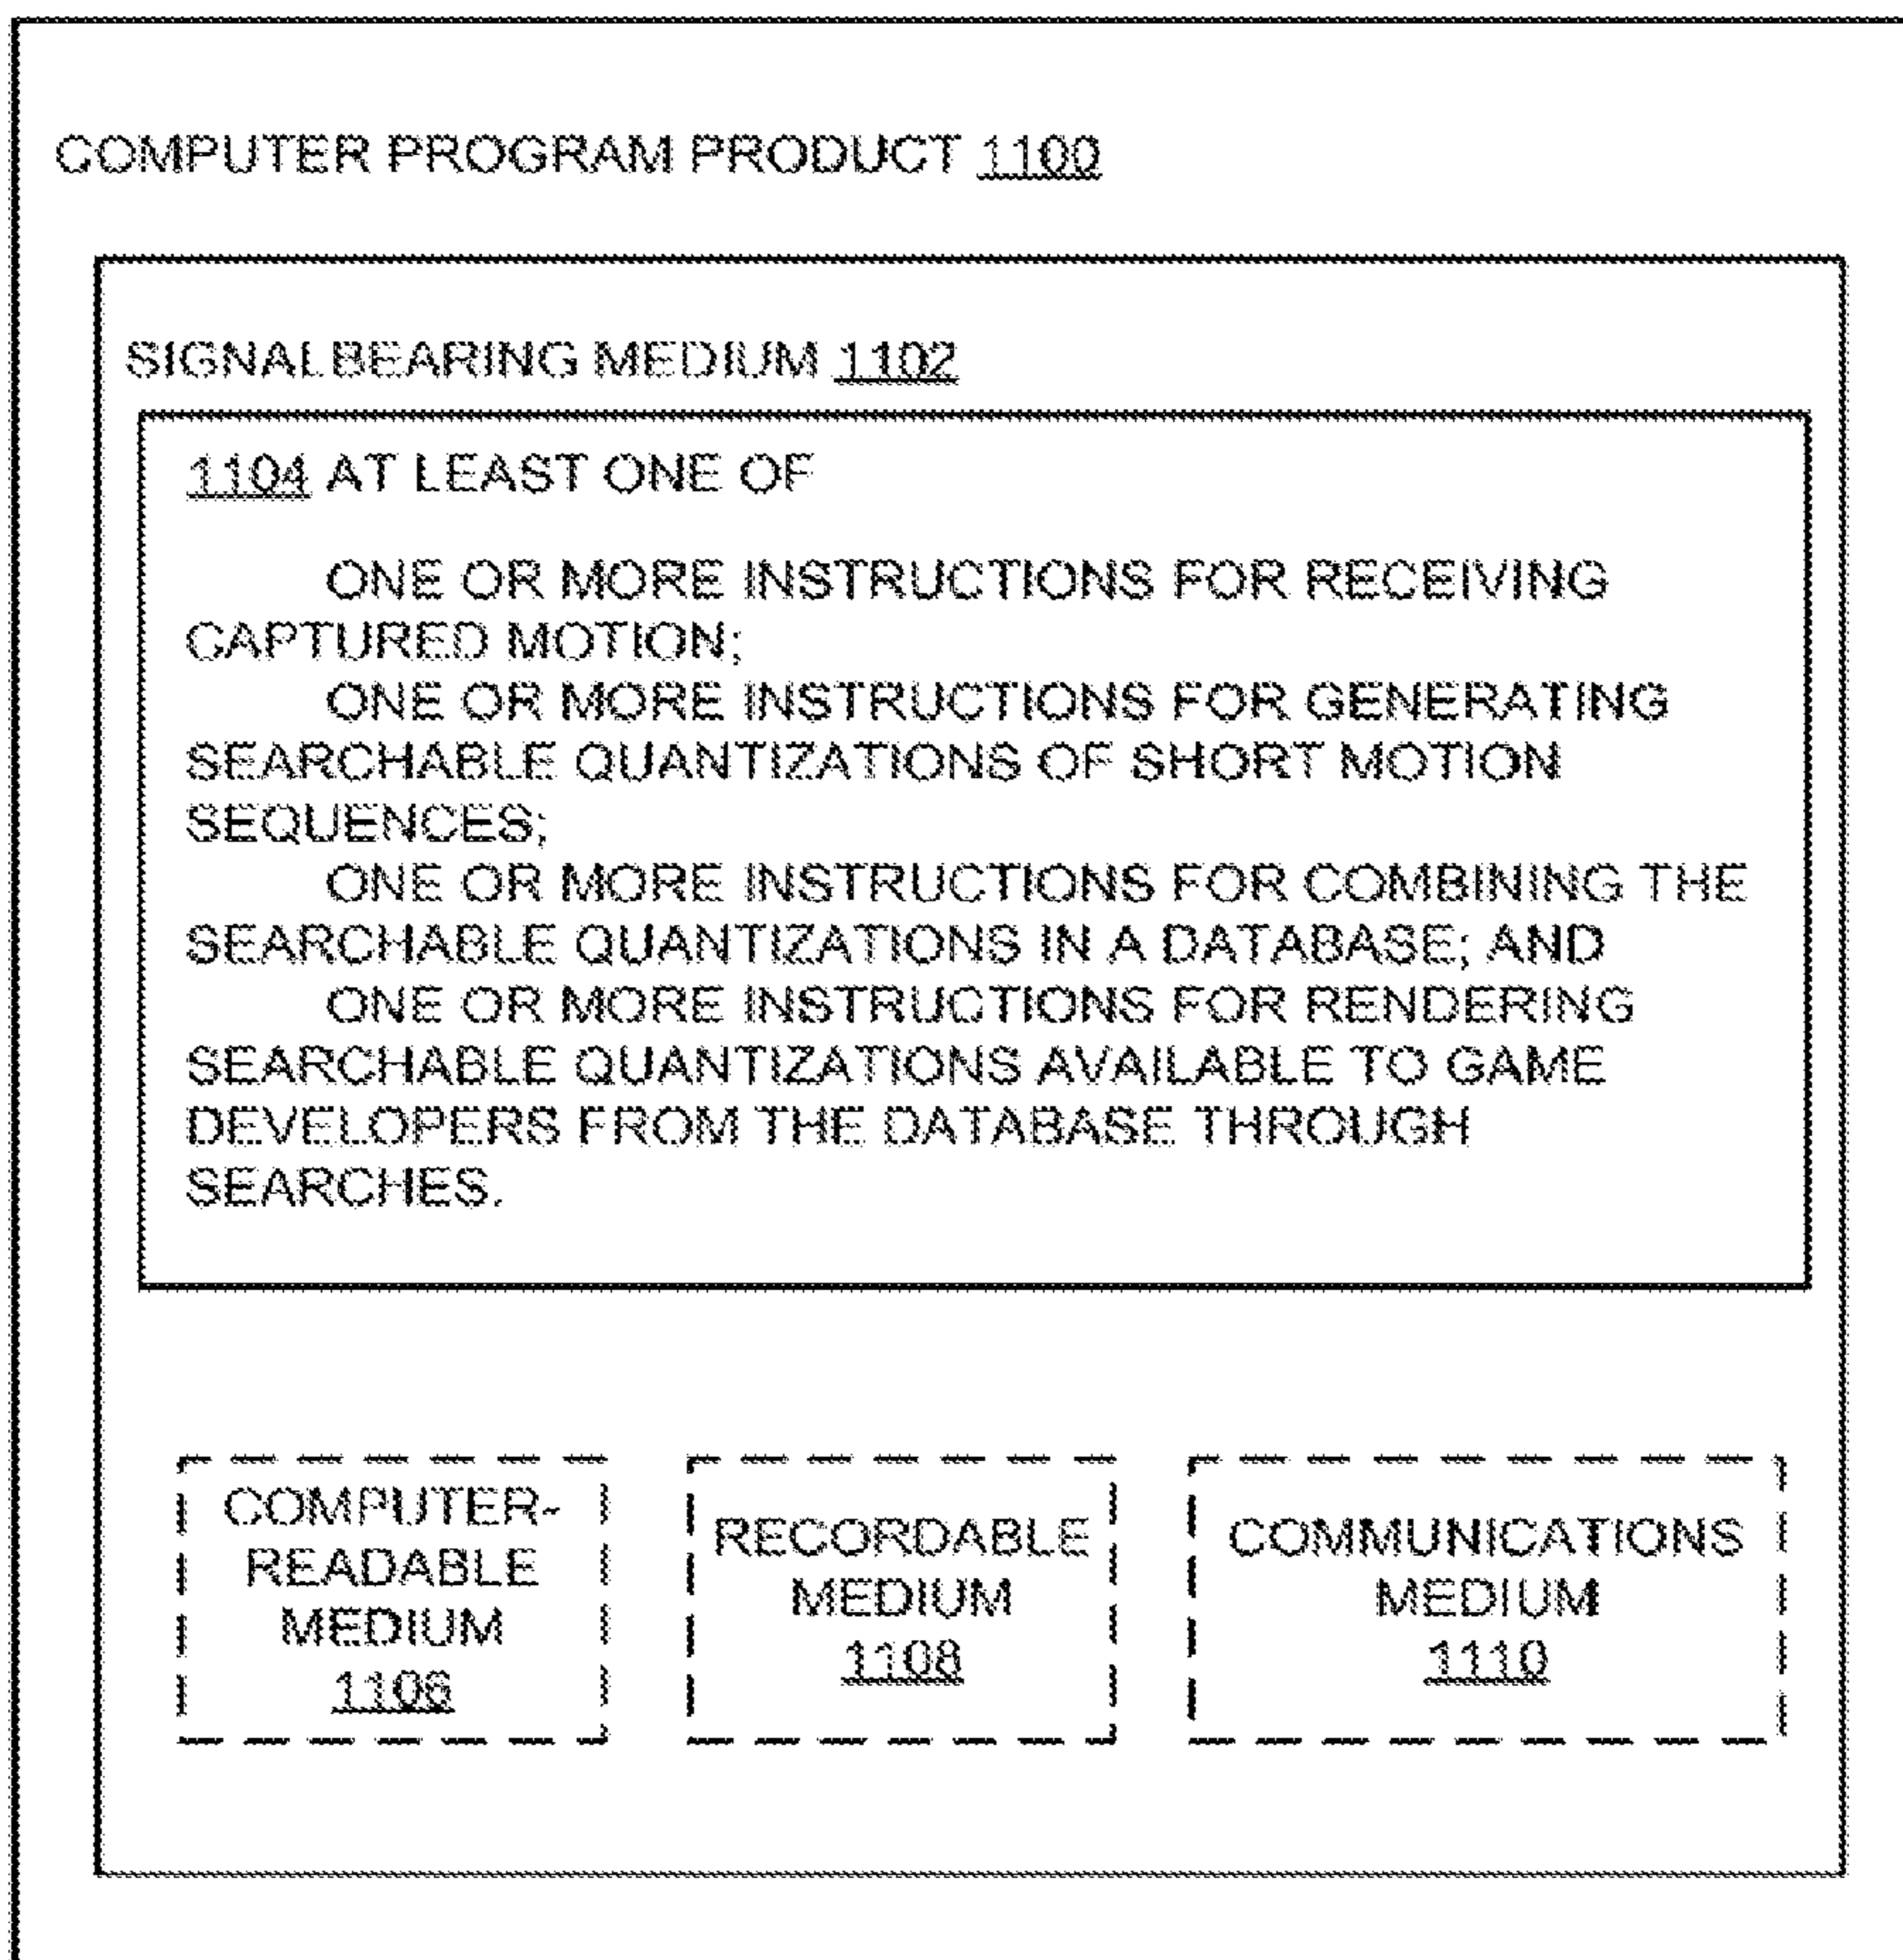 COMPUTER PROGRAM PRODUCT 1100
SIGNALBEARING MEDIUM 1102
1104 AT LEAST ONE OF
ONE OR MORE INSTRUCTIONS FOR RECEIVING
CAPTURED MOTION;
ONE OR MORE INSTRUCTIONS FOR GENERATING
SEARCHABLE QUANTIZATIONS OF SHORT MOTION
SEQUENCES;
ONE OR MORE INSTRUCTIONS FOR COMBINING THE
SEARCHABLE QUANTIZATIONS IN A DATABASE; AND
ONE OR MORE INSTRUCTIONS FOR RENDERING
SEARCHABLE QUANTIZATIONS AVAILABLE TO GAME
DEVELOPERS FROM THE DATABASE THROUGH
SEARCHES.
COMPUTER-
READABLE
MEDIUM
1106
RECORDABLE
MEDIUM
1108
COMMUNICATIONS
MEDIUM
1110